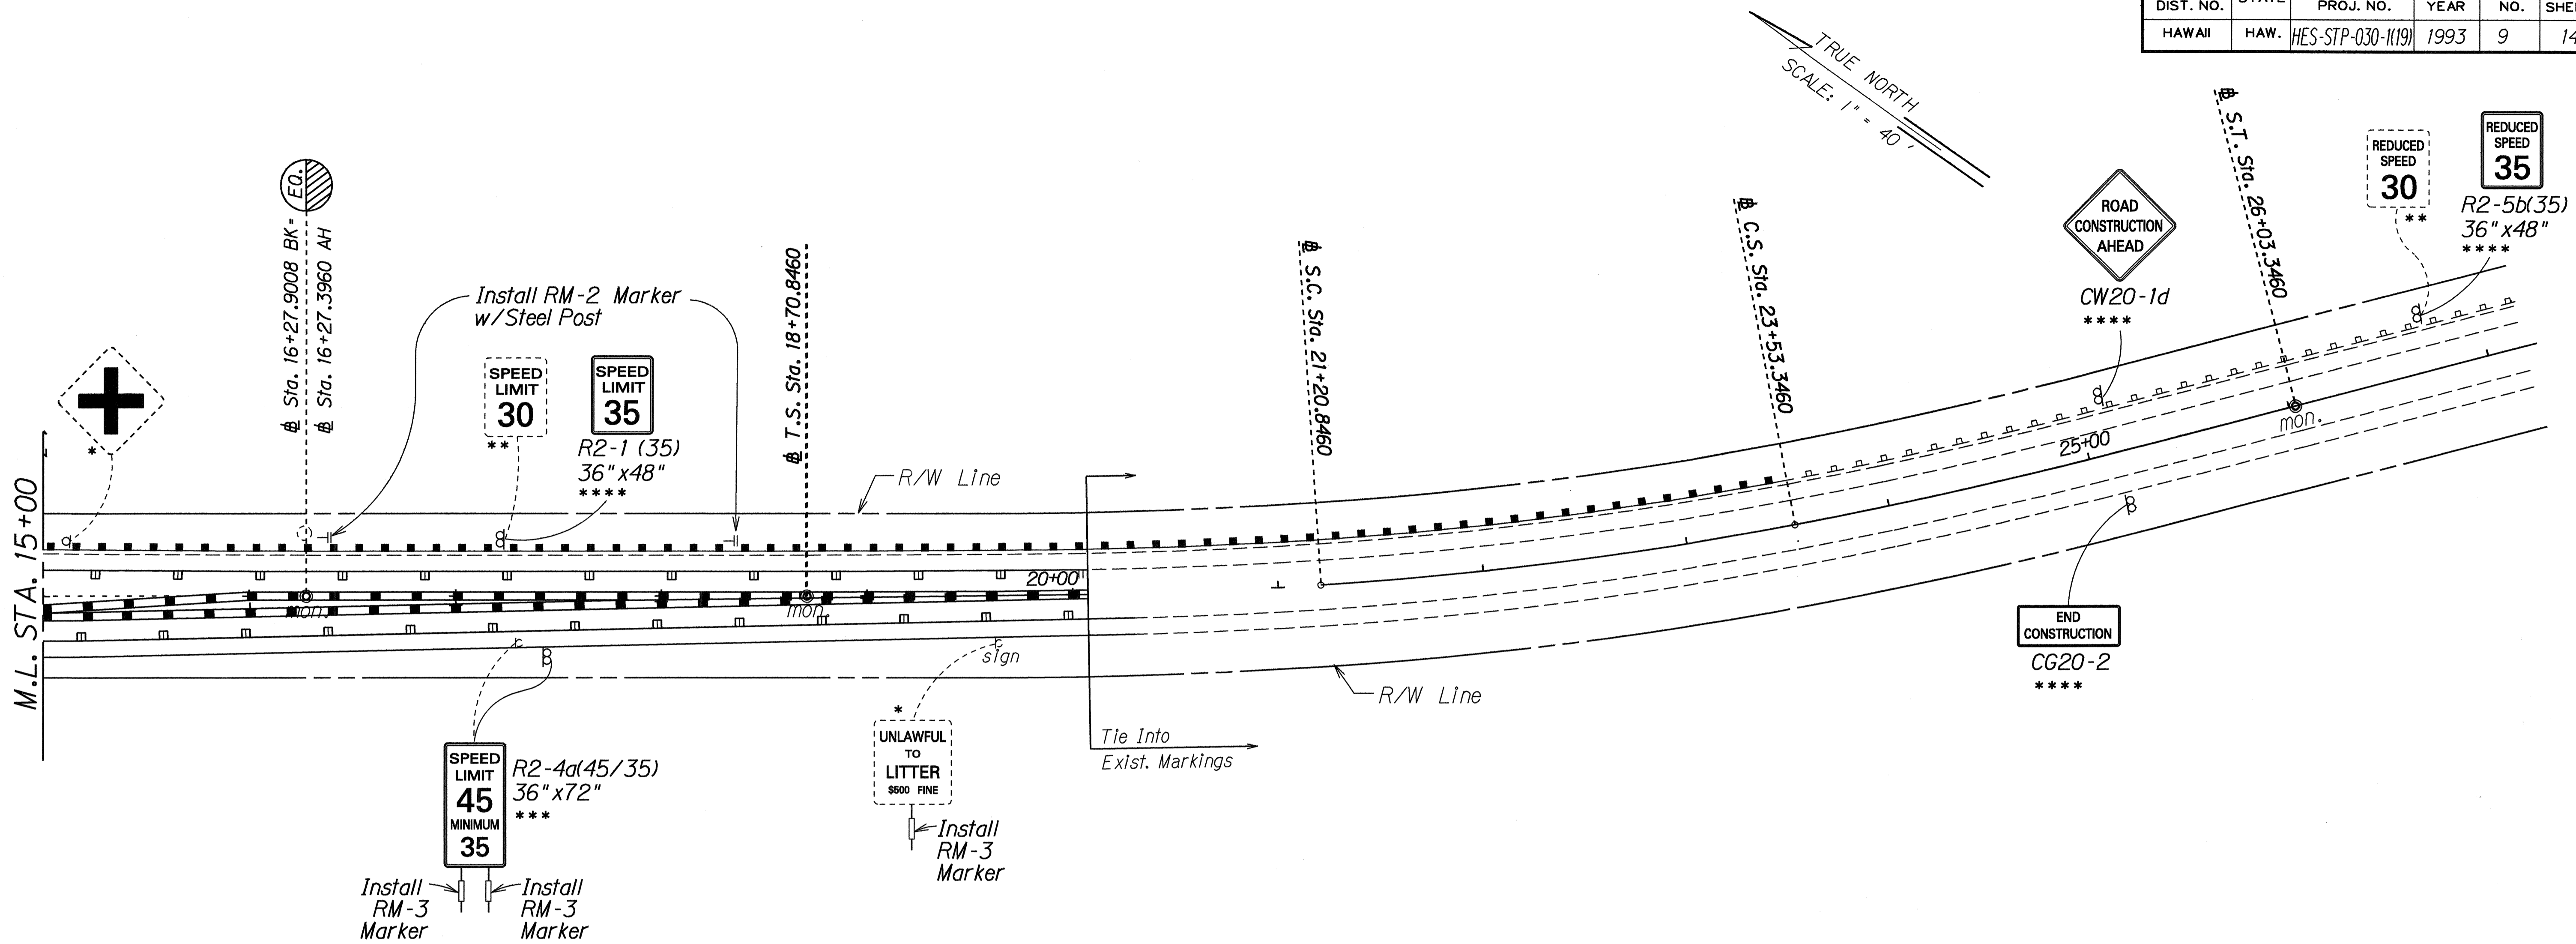 DIST. NO. STATE PROJ. NO. YEAR NO.
HAWAII HAW. HES-STP-030-1(19) 1993 9 14
TRUE NORTH
SCALE: 1" = 40'
EQ.
Sta. 16+27.9008 BK=
Sta. 16+27.3960 AH
Install RM-2 Marker
w/Steel Post
*
SPEED
LIMIT
30
**
SPEED
LIMIT
35
R2-1 (35)
36"x48"
****
T.S. Sta. 18+70.8460
R/W Line
S.C. Sta. 21+20.8460
C.S. Sta. 23+53.3460
ROAD
CONSTRUCTION
AHEAD
CW20-1d
****
S.T. Sta. 26+03.3460
REDUCED
SPEED
30
**
REDUCED
SPEED
35
R2-5b(35)
36"x48"
****
M.L. STA. 15+00
mon.
mon.
20+00
25+00
mon.
sign
END
CONSTRUCTION
CG20-2
****
R/W Line
Tie Into
Exist. Markings
SPEED
LIMIT
45
MINIMUM
35
R2-4a(45/35)
36"x72"
***
Install
RM-3
Marker
Install
RM-3
Marker
*
UNLAWFUL
TO
LITTER
$500 FINE
Install
RM-3
Marker